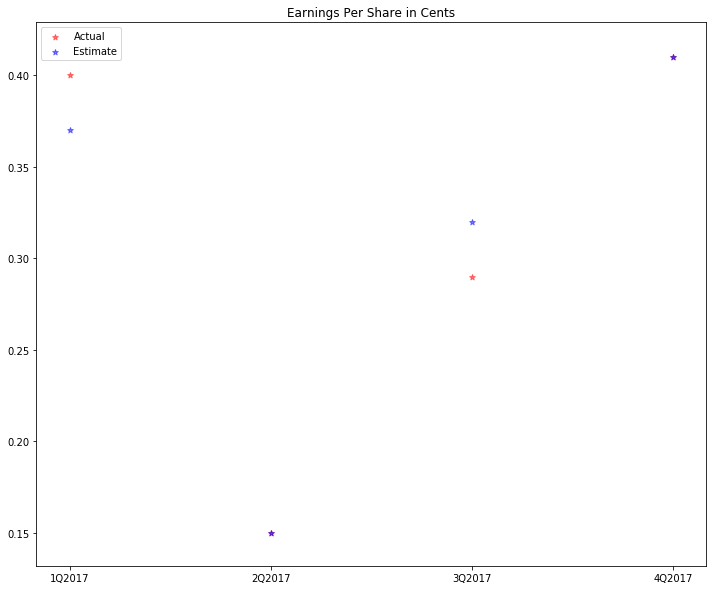 Earnings Per Share in Cents
Actual
Estimate
0.40
0.35
0.30
0.25
0.20
0.15
1Q2017
2Q2017
3Q2017
4Q2017